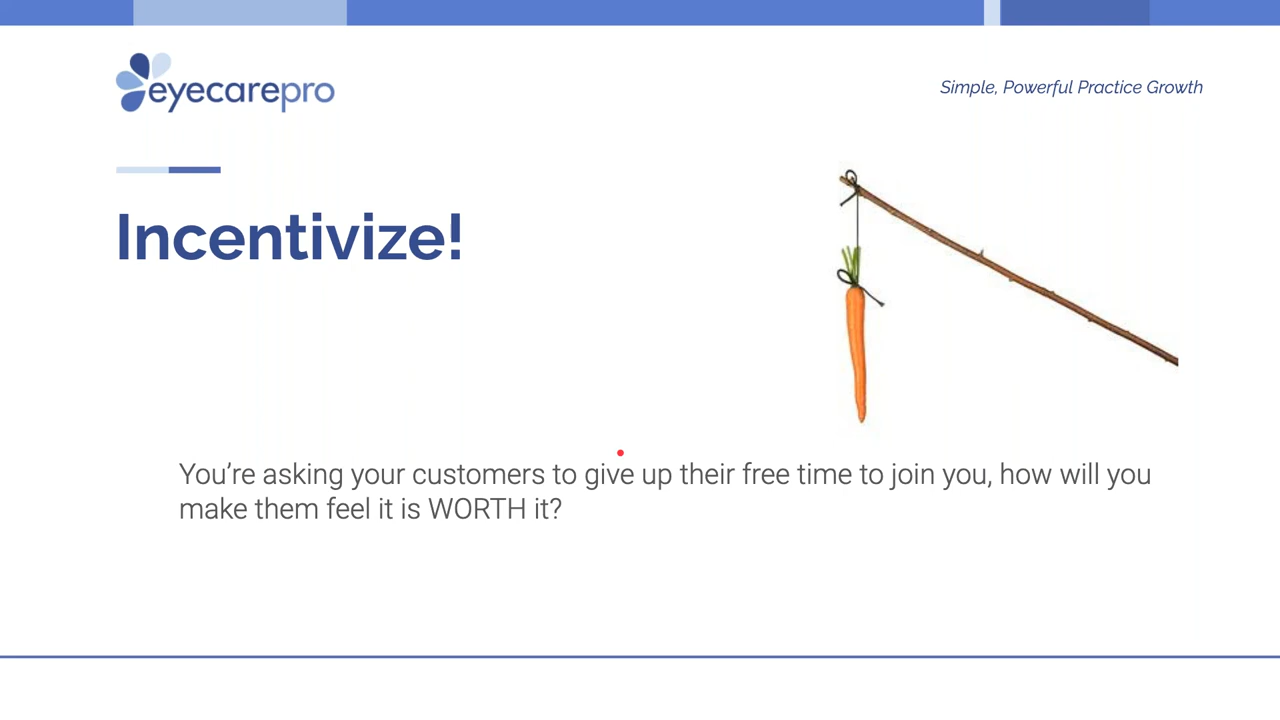 eyecarepro
Simple, Powerful Practice Growth
Incentivize!
You’re asking your customers to give up their free time to join you, how will you
make them feel it is WORTH it?